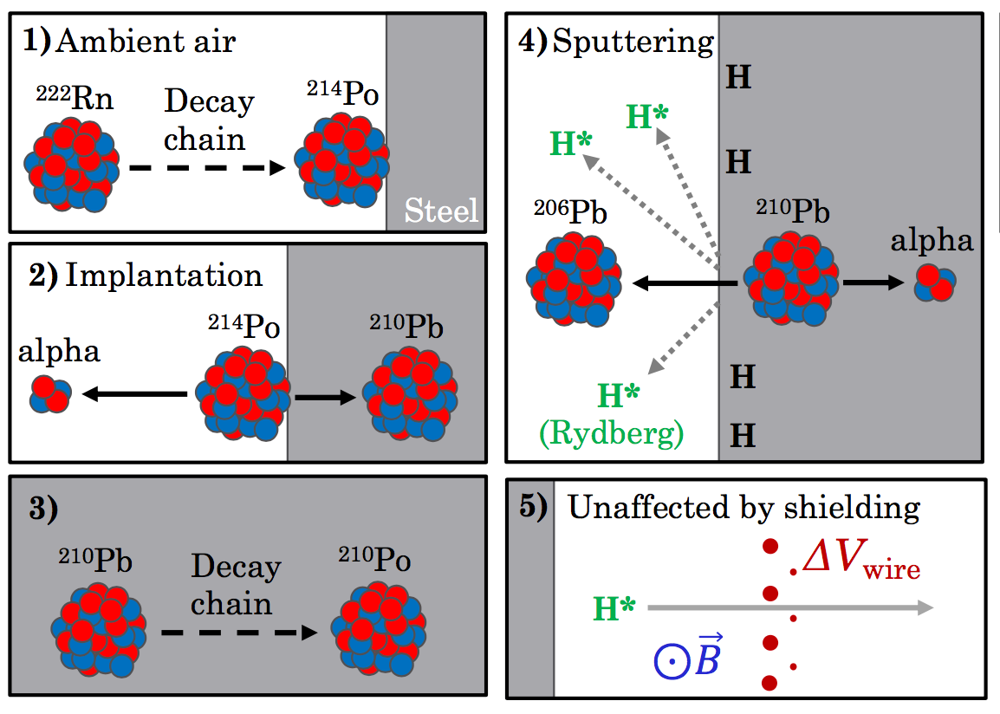 1) Ambient air
²²²Rn
Decay
chain
²¹⁴Po
Steel
2) Implantation
alpha
²¹⁴Po
²¹⁰Pb
3)
²¹⁰Pb
Decay
chain
²¹⁰Po
4) Sputtering
H
H*
H*
H
²⁰⁶Pb
²¹⁰Pb
alpha
H*
(Rydberg)
H
H
5) Unaffected by shielding
ΔV_wire
H*
⊙B⃗